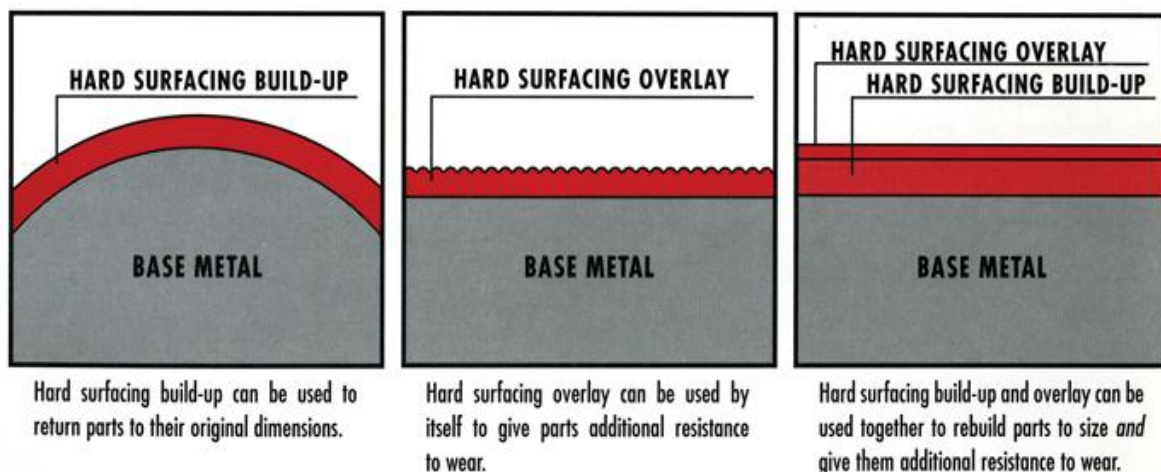 HARD SURFACING BUILD-UP
BASE METAL
Hard surfacing build-up can be used to
return parts to their original dimensions.
HARD SURFACING OVERLAY
BASE METAL
Hard surfacing overlay can be used by
itself to give parts additional resistance
to wear.
HARD SURFACING OVERLAY
HARD SURFACING BUILD-UP
BASE METAL
Hard surfacing build-up and overlay can be
used together to rebuild parts to size and
give them additional resistance to wear.